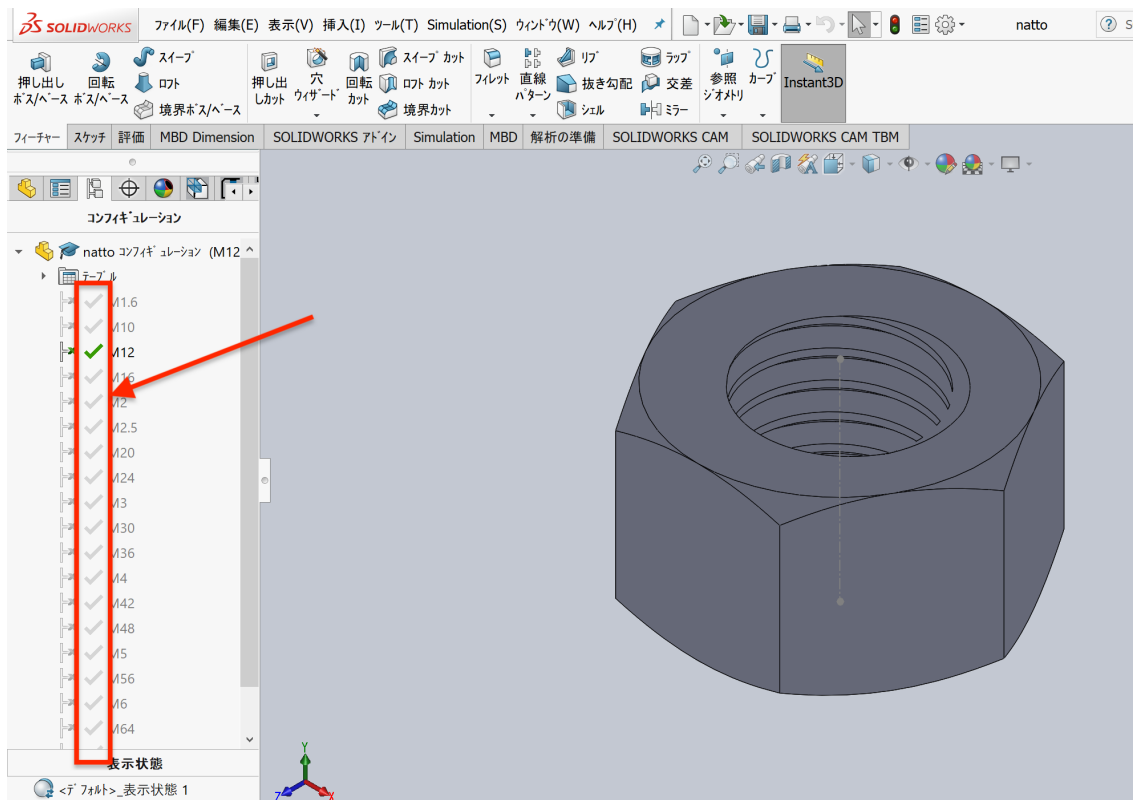 SOLIDWORKS ファイル(F) 編集(E) 表示(V) 挿入(I) ツール(T) Simulation(S) ウィンドウ(W) ヘルプ(H) natto
押し出し
ボス/ベース
回転
ボス/ベース
スイープ
ロフト
境界ボス/ベース
押し出
しカット
穴
ウィザード
回転
カット
スイープ カット
ロフト カット
境界カット
フィレット
直線
パターン
リブ
抜き勾配
シェル
ラップ
交差
ミラー
参照
ジオメトリ
カーブ
Instant3D
フィーチャー スケッチ 評価 MBD Dimension SOLIDWORKS アドイン Simulation MBD 解析の準備 SOLIDWORKS CAM SOLIDWORKS CAM TBM
コンフィギュレーション
natto コンフィギュレーション (M12
テーブル
M1.6
M10
M12
M16
M2
M2.5
M20
M24
M3
M30
M36
M4
M42
M48
M5
M56
M6
M64
表示状態
<デフォルト>_表示状態 1
Y
Z
X